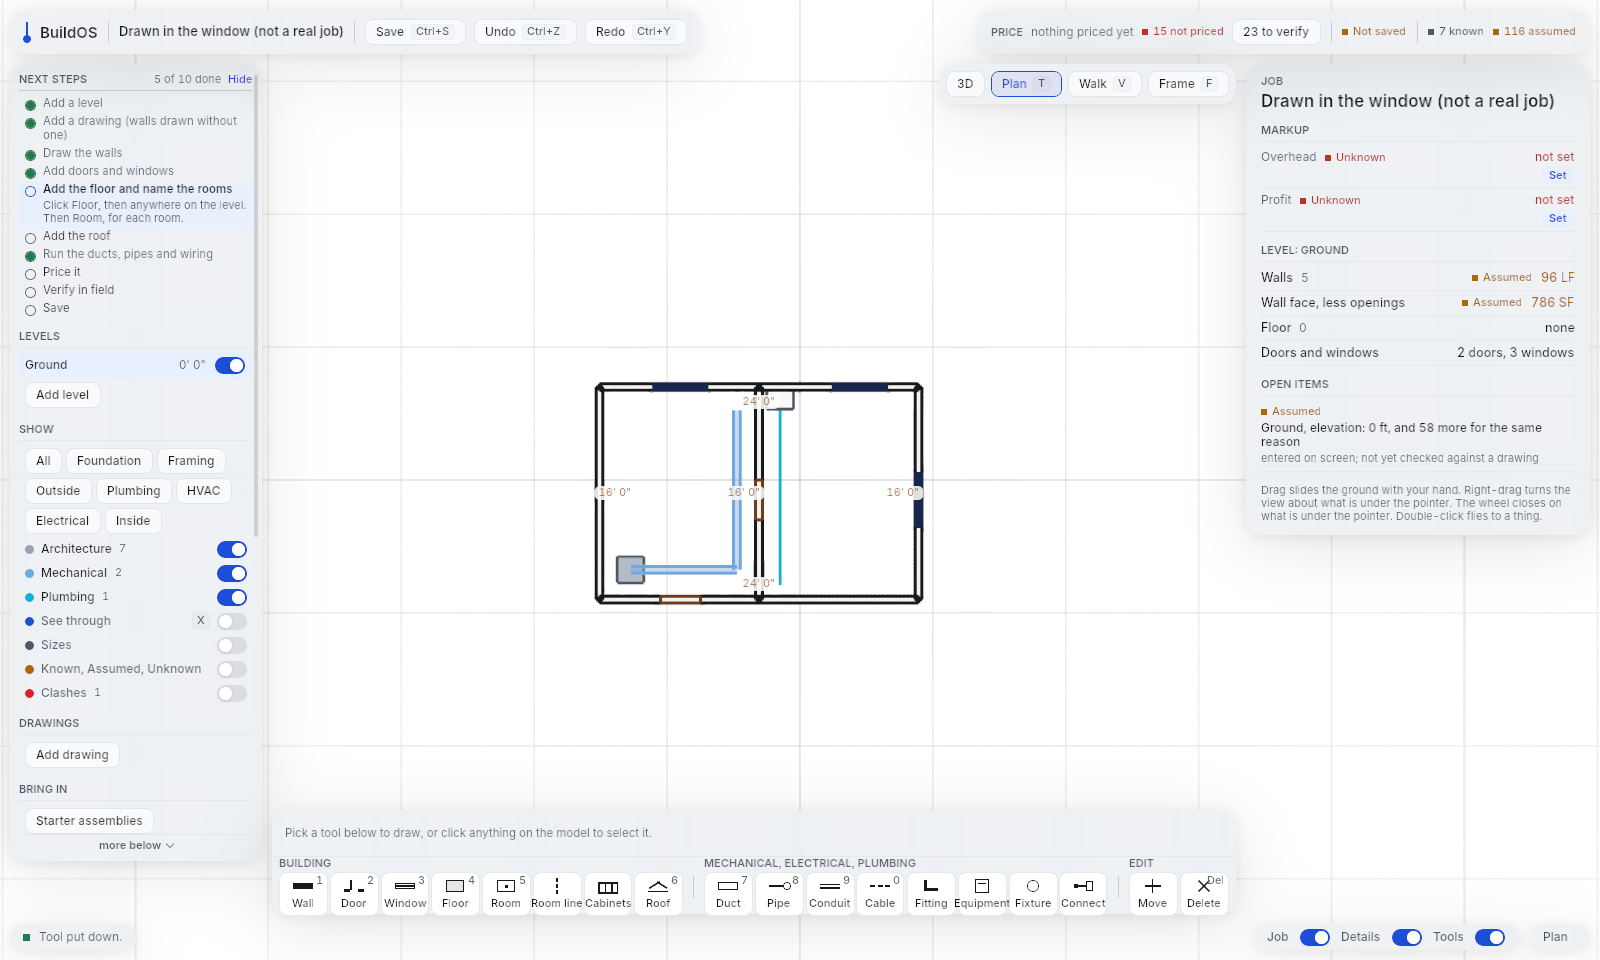 BuildOS
Drawn in the window (not a real job)
Save Ctrl+S
Undo Ctrl+Z
Redo Ctrl+Y
PRICE nothing priced yet 15 not priced
23 to verify
Not saved
7 known 116 assumed
3D
Plan T
Walk V
Frame F
NEXT STEPS 5 of 10 done Hide
Add a level
Add a drawing (walls drawn without
one)
Draw the walls
Add doors and windows
Add the floor and name the rooms
Click Floor, then anywhere on the level.
Then Room, for each room.
Add the roof
Run the ducts, pipes and wiring
Price it
Verify in field
Save
LEVELS
Ground 0' 0"
Add level
SHOW
All Foundation Framing
Outside Plumbing HVAC
Electrical Inside
Architecture 7
Mechanical 2
Plumbing 1
See through X
Sizes
Known, Assumed, Unknown
Clashes 1
DRAWINGS
Add drawing
BRING IN
Starter assemblies
more below
24' 0"
16' 0" 16' 0" 16' 0"
24' 0"
JOB
Drawn in the window (not a real job)
MARKUP
Overhead Unknown not set
Set
Profit Unknown not set
Set
LEVEL: GROUND
Walls 5 Assumed 96 LF
Wall face, less openings Assumed 786 SF
Floor 0 none
Doors and windows 2 doors, 3 windows
OPEN ITEMS
Assumed
Ground, elevation: 0 ft, and 58 more for the same
reason
entered on screen; not yet checked against a drawing
Drag slides the ground with your hand. Right-drag turns the
view about what is under the pointer. The wheel closes on
what is under the pointer. Double-click flies to a thing.
Pick a tool below to draw, or click anything on the model to select it.
BUILDING
1 Wall
2 Door
3 Window
4 Floor
5 Room
Room line
Cabinets
6 Roof
MECHANICAL, ELECTRICAL, PLUMBING
7 Duct
8 Pipe
9 Conduit
0 Cable
Fitting
Equipment
Fixture
Connect
EDIT
Move
Del Delete
Tool put down.
Job Details Tools Plan